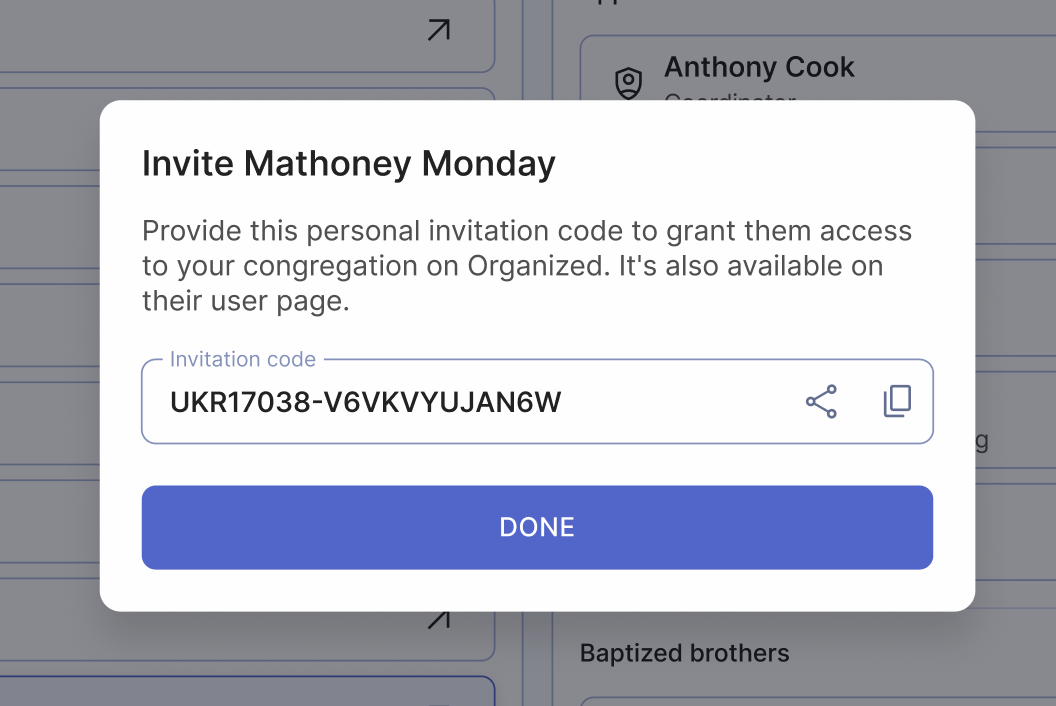 Anthony Cook
Coordinator
Invite Mathoney Monday
Provide this personal invitation code to grant them access
to your congregation on Organized. It's also available on
their user page.
Invitation code
UKR17038-V6VKVYUJAN6W
DONE
Baptized brothers